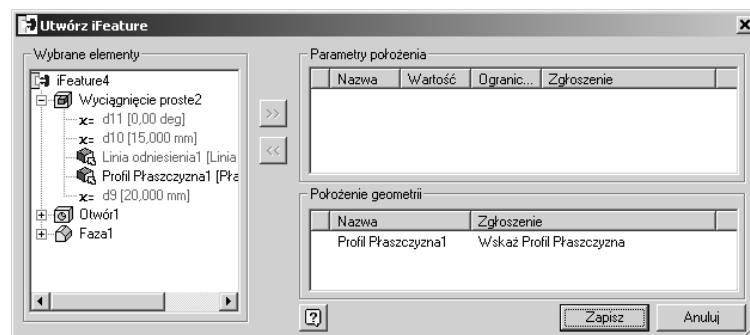 Utwórz iFeature
Wybrane elementy
iFeature4
Wyciągnięcie proste2
x= d11 [0,00 deg]
x= d10 [15,000 mm]
Linia odniesienia1 [Linia
Profil Płaszczyzna1 [Pła
x= d9 [20,000 mm]
Otwór1
Faza1
>>
<<
Parametry położenia
Nazwa Wartość Ogranic... Zgłoszenie
Położenie geometrii
Nazwa Zgłoszenie
Profil Płaszczyzna1 Wskaż Profil Płaszczyzna
Zapisz Anuluj